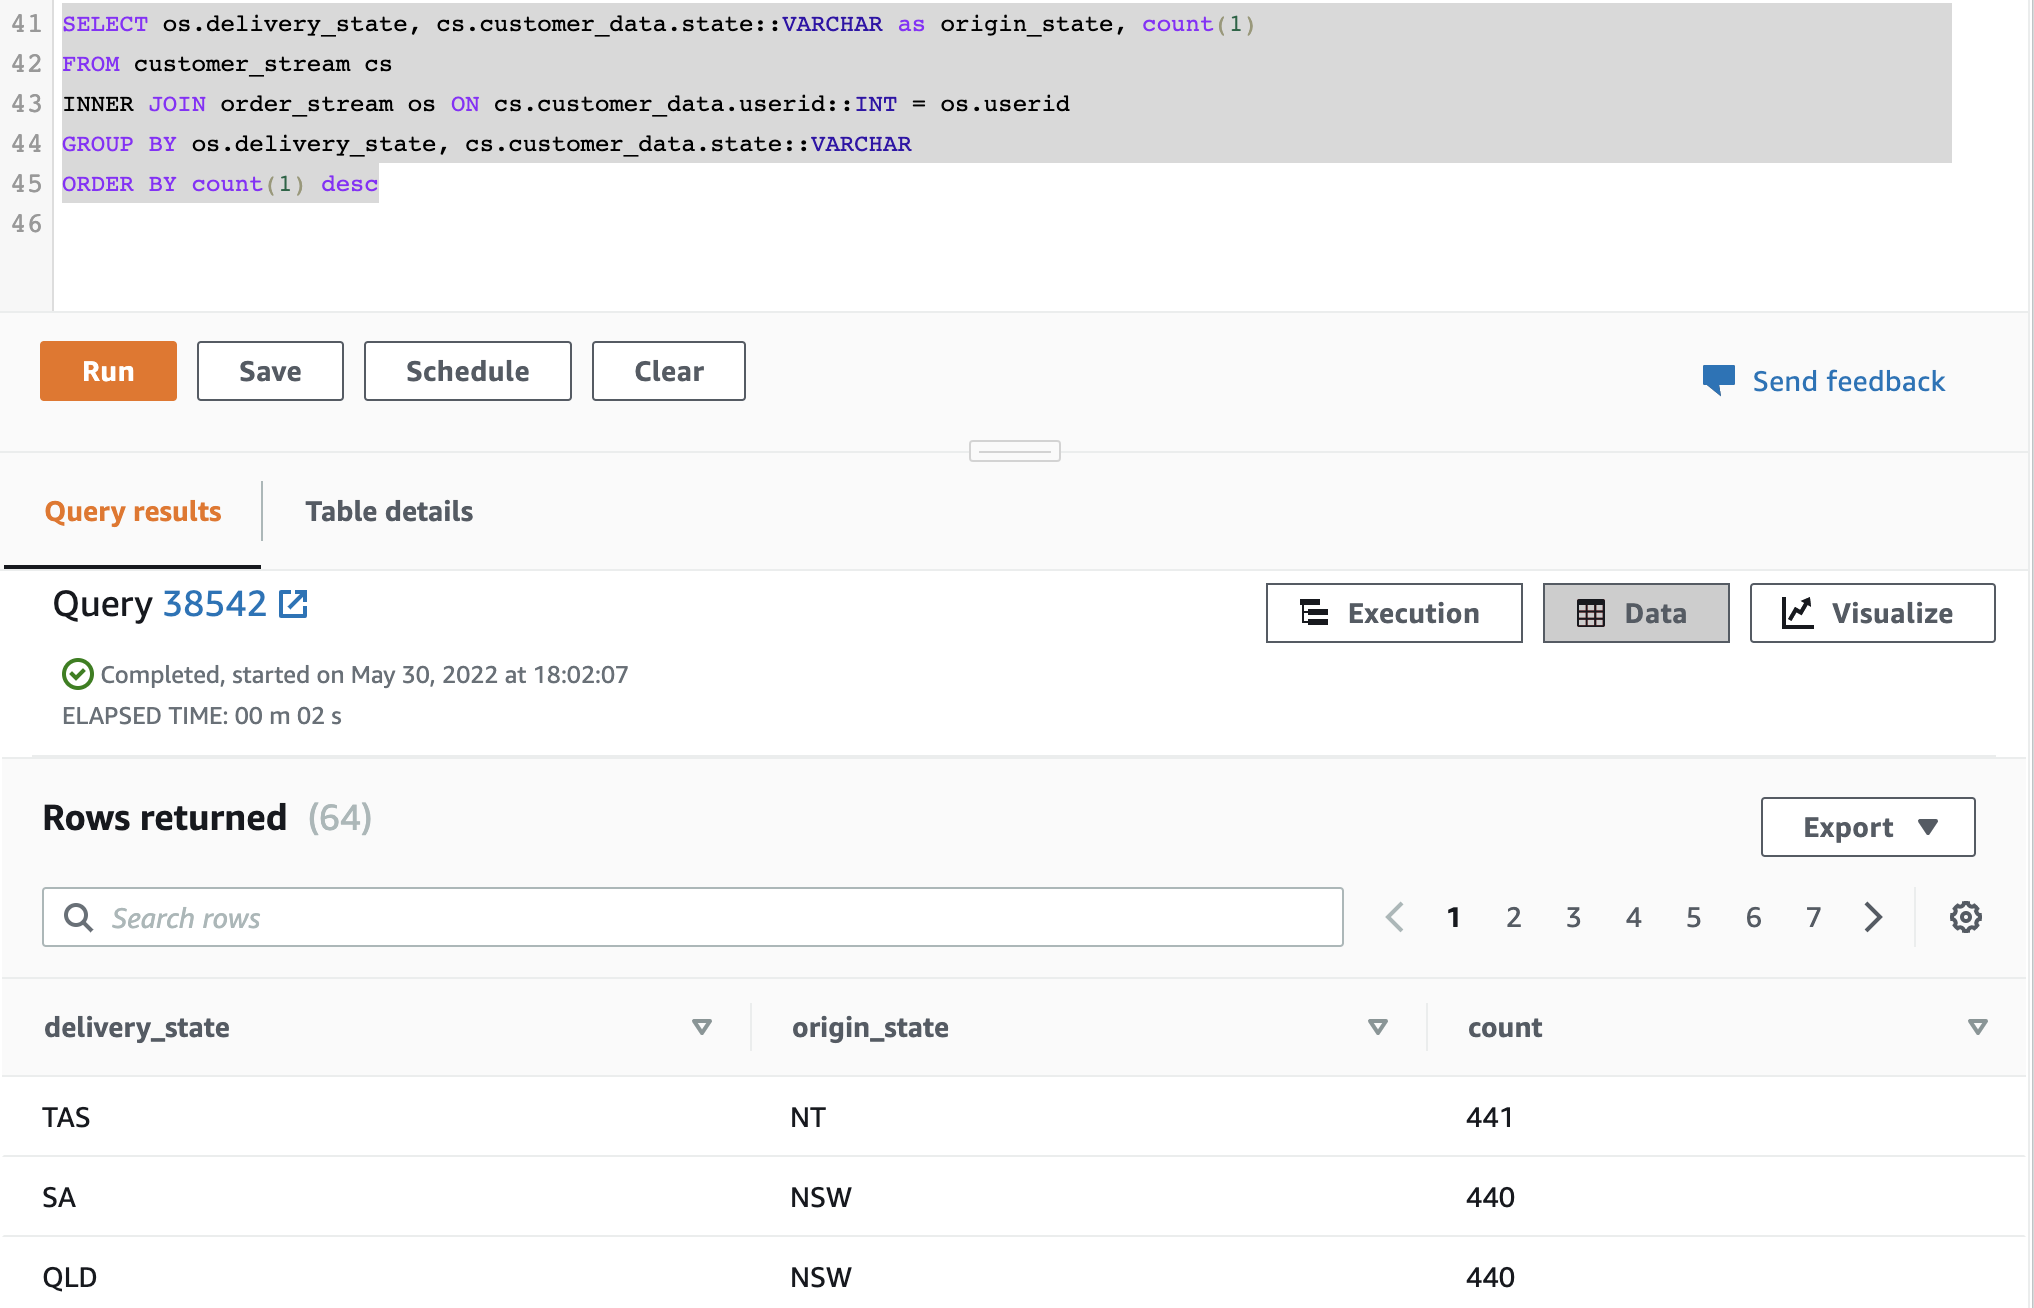 41 SELECT os.delivery_state, cs.customer_data.state::VARCHAR as origin_state, count(1)
42 FROM customer_stream cs
43 INNER JOIN order_stream os ON cs.customer_data.userid::INT = os.userid
44 GROUP BY os.delivery_state, cs.customer_data.state::VARCHAR
45 ORDER BY count(1) desc
46
Run Save Schedule Clear Send feedback
Query results Table details
Query 38542 Execution Data Visualize
Completed, started on May 30, 2022 at 18:02:07
ELAPSED TIME: 00 m 02 s
Rows returned (64) Export
Search rows 1 2 3 4 5 6 7
delivery_state origin_state count
TAS NT 441
SA NSW 440
QLD NSW 440